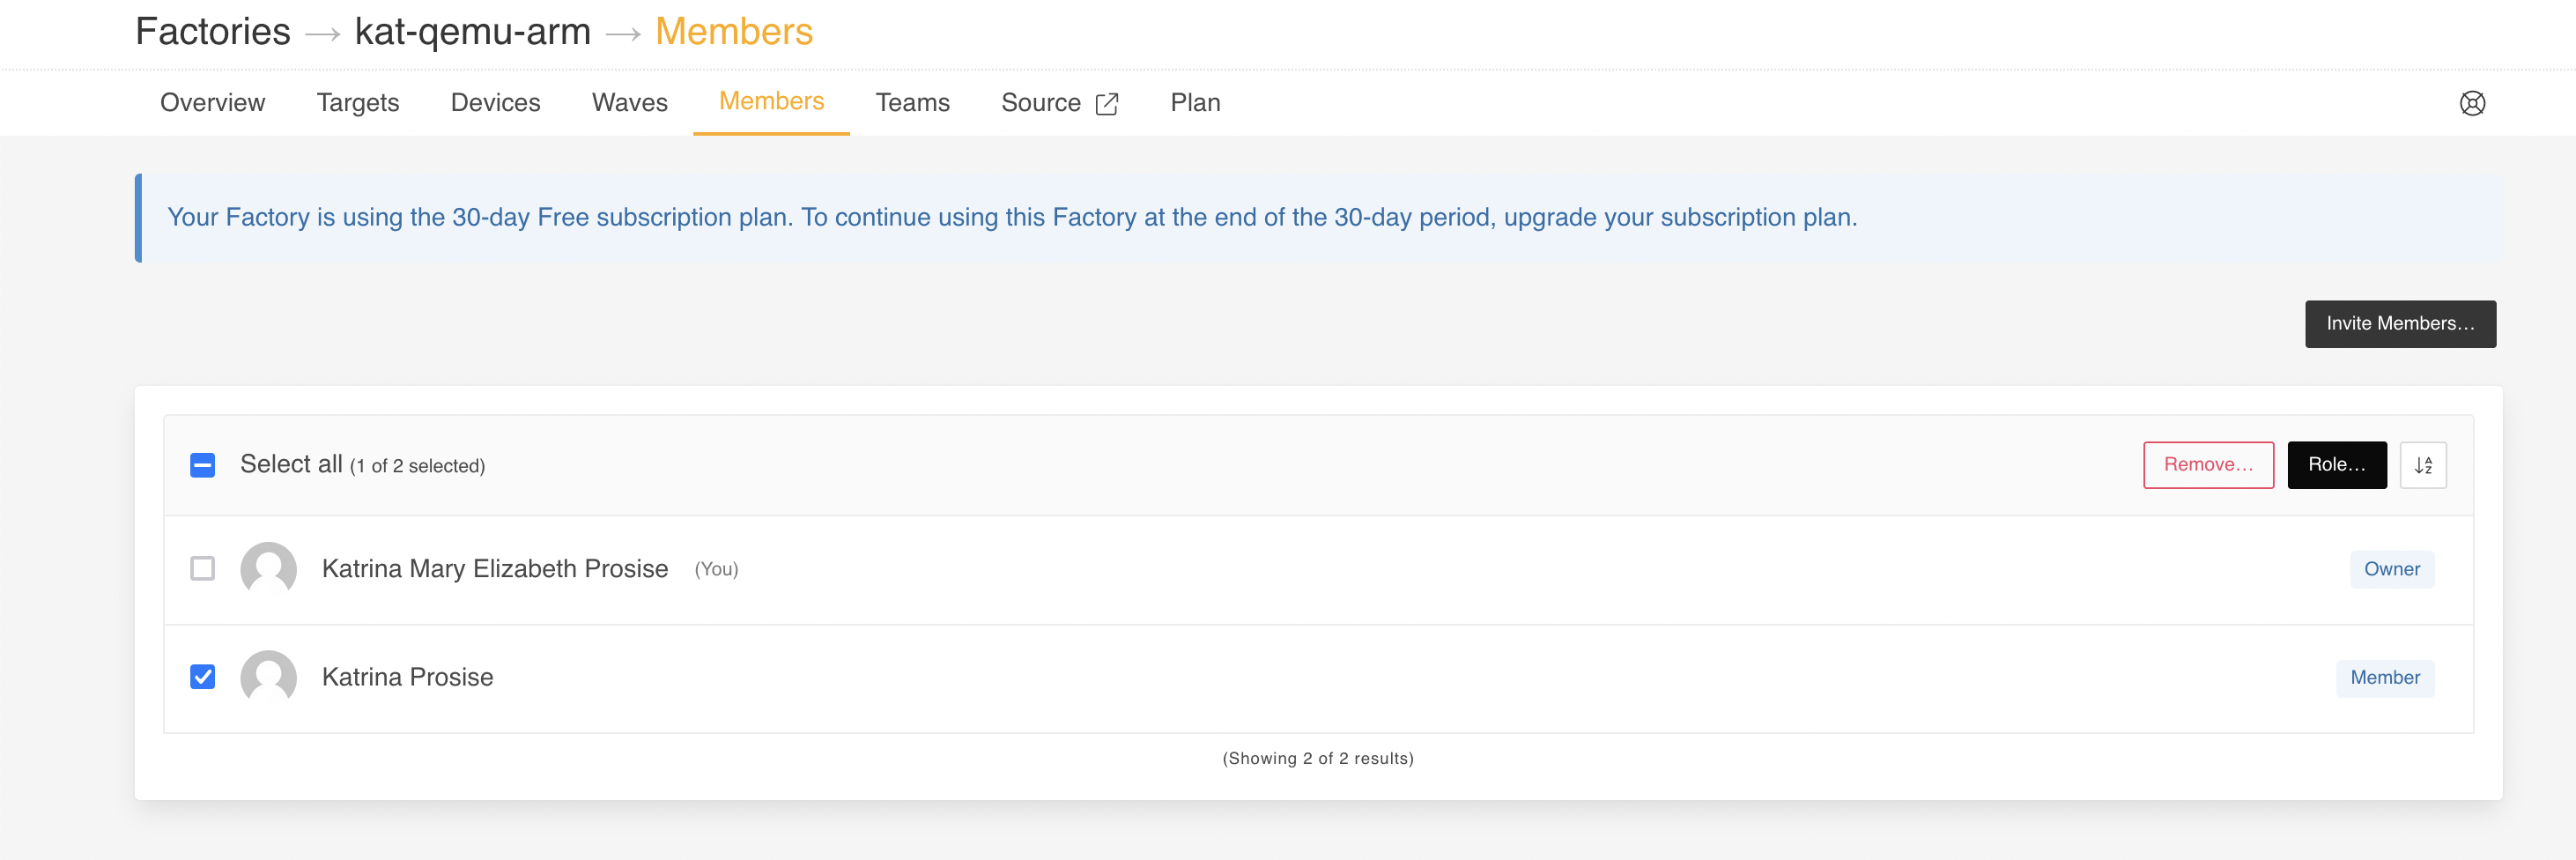 Factories → kat-qemu-arm → Members
Overview Targets Devices Waves Members Teams Source Plan
Your Factory is using the 30-day Free subscription plan. To continue using this Factory at the end of the 30-day period, upgrade your subscription plan.
Invite Members…
Select all (1 of 2 selected) Remove… Role… A Z
Katrina Mary Elizabeth Prosise (You) Owner
Katrina Prosise Member
(Showing 2 of 2 results)